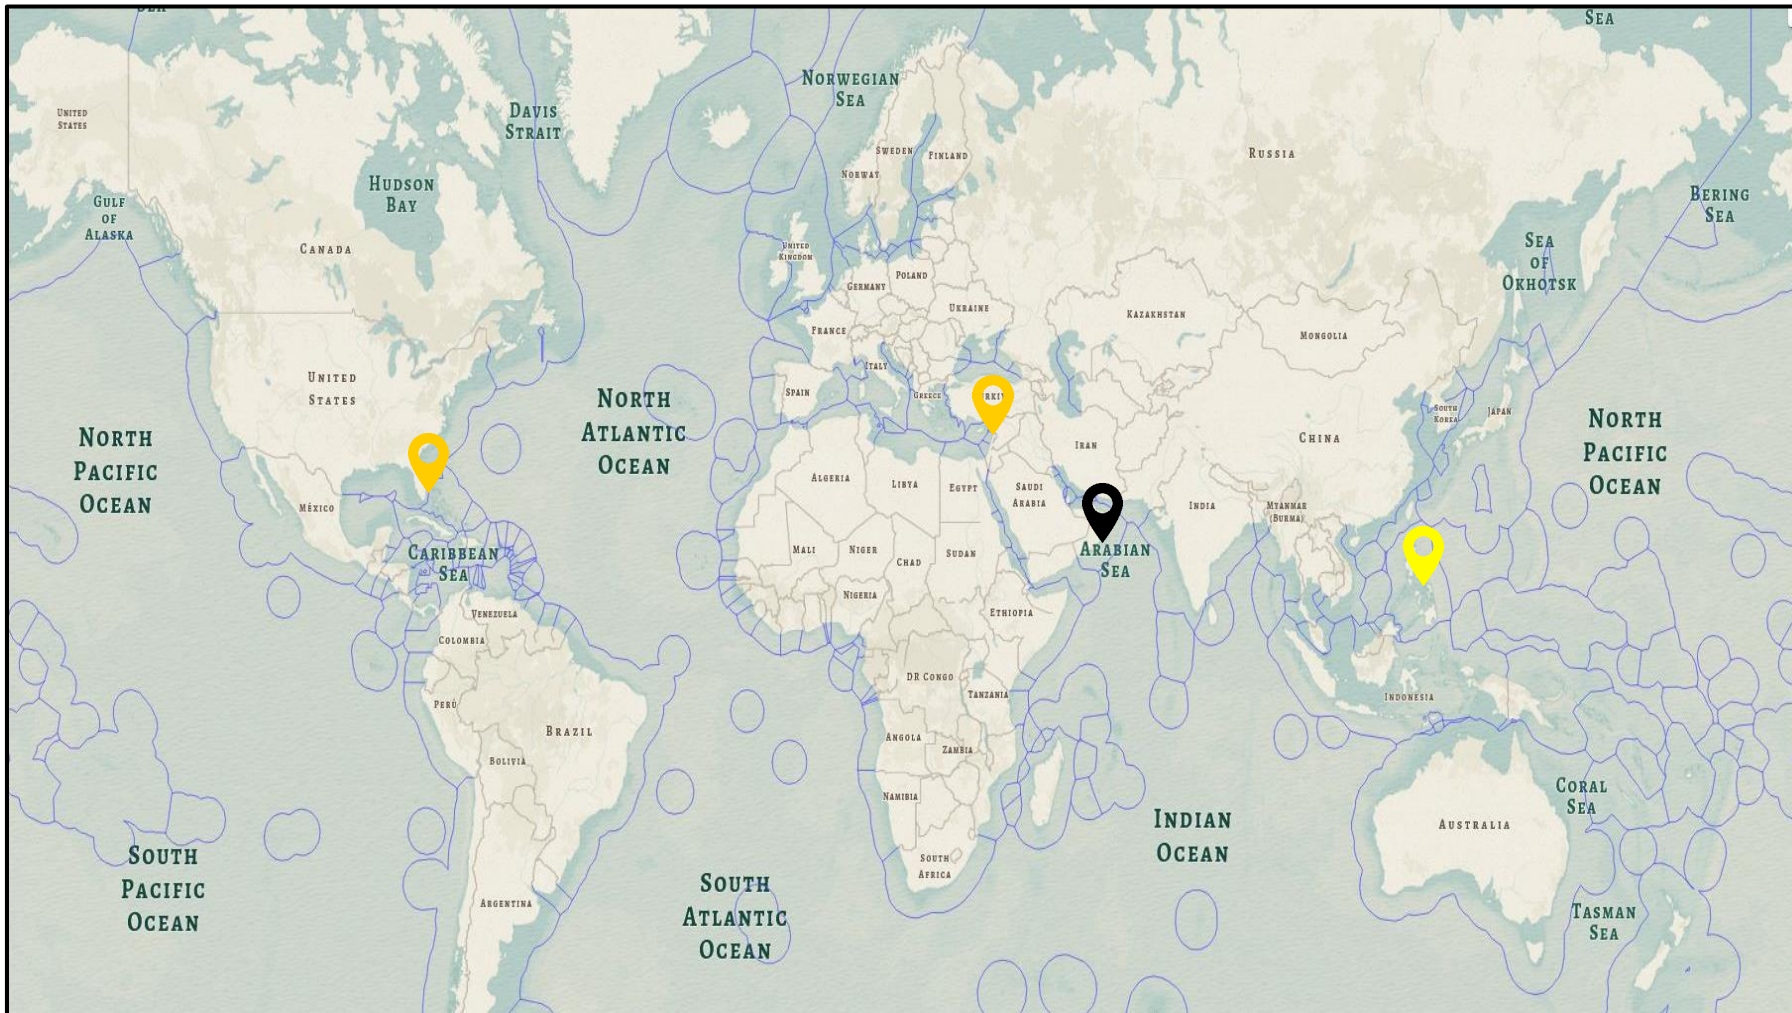 SEA
SEA
NORWEGIAN
SEA
DAVIS
STRAIT
UNITED
STATES
HUDSON
BAY
GULF
OF
ALASKA
CANADA
SWEDEN
FINLAND
NORWAY
RUSSIA
BERING
SEA
SEA
OF
OKHOTSK
UNITED
KINGDOM
POLAND
GERMANY
UKRAINE
FRANCE
KAZAKHSTAN
MONGOLIA
ITALY
SPAIN
GREECE
UNITED
STATES
NORTH
ATLANTIC
OCEAN
NORTH
PACIFIC
OCEAN
SOUTH
KOREA
JAPAN
NORTH
PACIFIC
OCEAN
IRAN
CHINA
ALGERIA
LIBYA
EGYPT
SAUDI
ARABIA
INDIA
MYANMAR
(BURMA)
MÉXICO
CARIBBEAN
SEA
MALI
NIGER
CHAD
SUDAN
ARABIAN
SEA
NIGERIA
ETHIOPIA
VENEZUELA
COLOMBIA
DR CONGO
TANZANIA
INDONESIA
PERÚ
BRAZIL
ANGOLA
ZAMBIA
BOLIVIA
NAMIBIA
CORAL
SEA
INDIAN
OCEAN
AUSTRALIA
SOUTH
PACIFIC
OCEAN
SOUTH
AFRICA
SOUTH
ATLANTIC
OCEAN
ARGENTINA
TASMAN
SEA